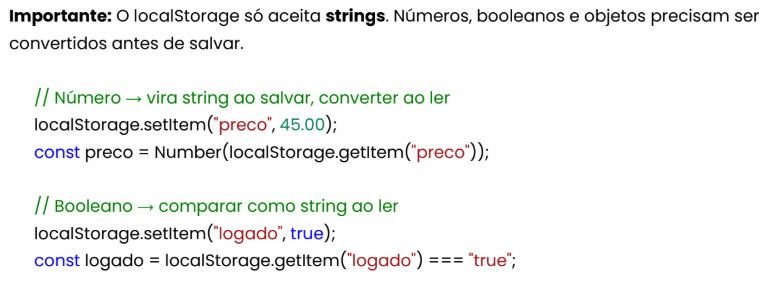 Importante: O localStorage só aceita strings. Números, booleanos e objetos precisam ser
convertidos antes de salvar.
// Número → vira string ao salvar, converter ao ler
localStorage.setItem("preco", 45.00);
const preco = Number(localStorage.getItem("preco"));
// Booleano → comparar como string ao ler
localStorage.setItem("logado", true);
const logado = localStorage.getItem("logado") === "true";